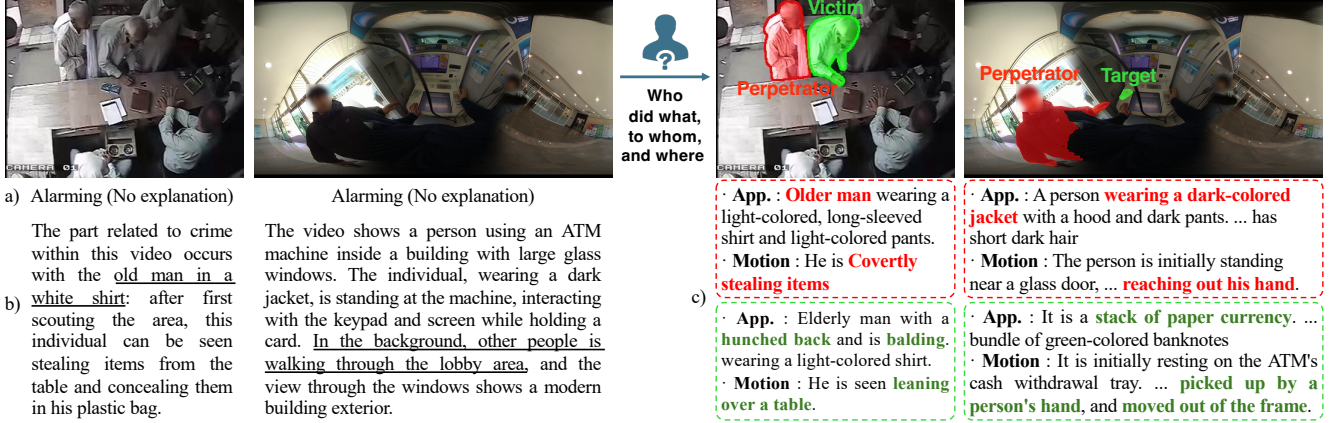 CAMERA 01
?
Who
did what,
to whom,
and where
Victim
Perpetrator
Perpetrator
Target
a) Alarming (No explanation)
Alarming (No explanation)
b)
The part related to crime
within this video occurs
with the old man in a
white shirt: after first
scouting the area, this
individual can be seen
stealing items from the
table and concealing them
in his plastic bag.
The video shows a person using an ATM
machine inside a building with large glass
windows. The individual, wearing a dark
jacket, is standing at the machine, interacting
with the keypad and screen while holding a
card. In the background, other people is
walking through the lobby area, and the
view through the windows shows a modern
building exterior.
c)
· App. : Older man wearing a
light-colored, long-sleeved
shirt and light-colored pants.
· Motion : He is Covertly
stealing items
· App. : Elderly man with a
hunched back and is balding.
wearing a light-colored shirt.
· Motion : He is seen leaning
over a table.
· App. : A person wearing a dark-colored
jacket with a hood and dark pants. ... has
short dark hair
· Motion : The person is initially standing
near a glass door, ... reaching out his hand.
· App. : It is a stack of paper currency. ...
bundle of green-colored banknotes
· Motion : It is initially resting on the ATM's
cash withdrawal tray. ... picked up by a
person's hand, and moved out of the frame.
CAMERA 01